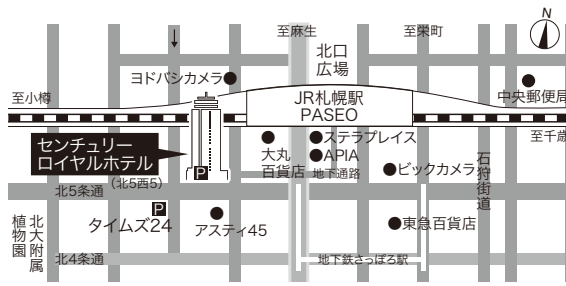 N
至麻生
至栄町
北口
広場
ヨドバシカメラ
至小樽
JR札幌駅
PASEO
中央郵便局
至千歳
センチュリー
ロイヤルホテル
ステラプレイス
大丸
百貨店
APIA
地下通路
ビックカメラ
石狩街道
P
(北5西5)
北5条通
P
タイムズ24
アスティ45
東急百貨店
北大附属
植物園
北4条通
地下鉄さっぽろ駅